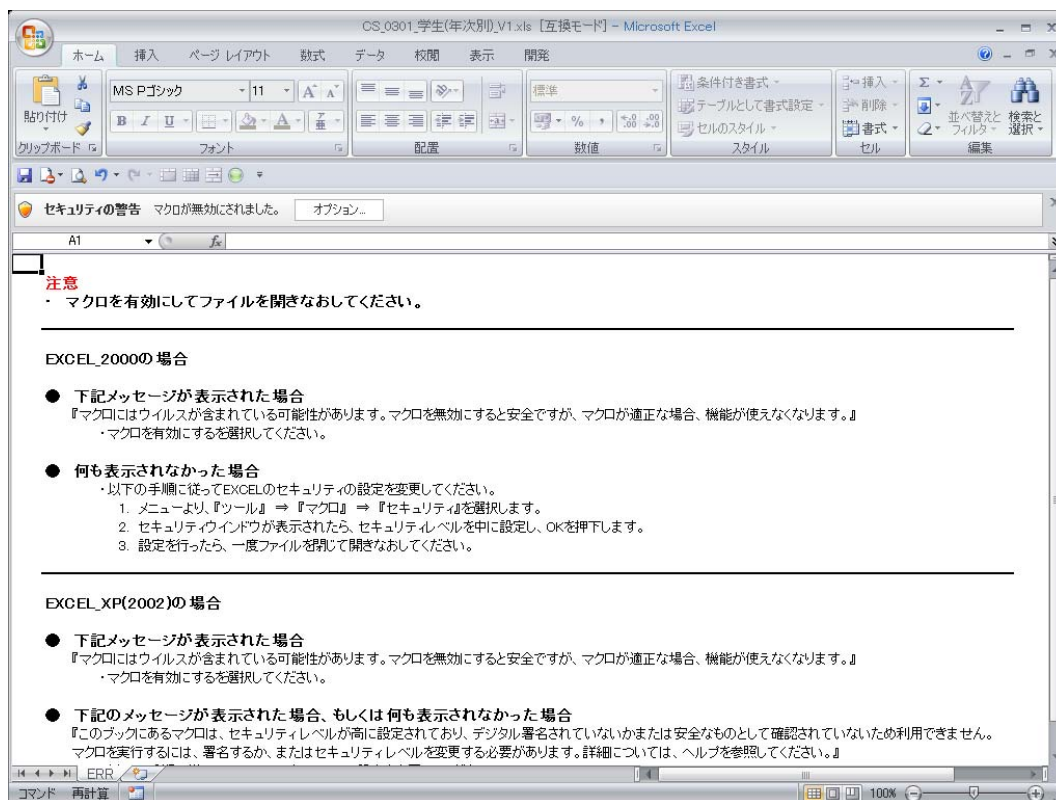 CS_0301_学生(年次別)_V1.xls [互換モード] - Microsoft Excel
ホーム 挿入 ページ レイアウト 数式 データ 校閲 表示 開発
MS Pゴシック 11 標準 条件付き書式 挿入 Σ
貼り付け テーブルとして書式設定 削除 並べ替えと 検索と
B I U A % , セルのスタイル 書式 フィルタ 選択
クリップボード フォント 配置 数値 スタイル セル 編集
セキュリティの警告 マクロが無効にされました。 オプション...
A1 fx
注意
・ マクロを有効にしてファイルを開きなおしてください。
EXCEL_2000の場合
● 下記メッセージが表示された場合
『マクロにはウイルスが含まれている可能性があります。マクロを無効にすると安全ですが、マクロが適正な場合、機能が使えなくなります。』
・マクロを有効にするを選択してください。
● 何も表示されなかった場合
・以下の手順に従ってEXCELのセキュリティの設定を変更してください。
1. メニューより、『ツール』 ⇒ 『マクロ』 ⇒ 『セキュリティ』を選択します。
2. セキュリティウインドウが表示されたら、セキュリティレベルを中に設定し、OKを押下します。
3. 設定を行ったら、一度ファイルを閉じて開きなおしてください。
EXCEL_XP(2002)の場合
● 下記メッセージが表示された場合
『マクロにはウイルスが含まれている可能性があります。マクロを無効にすると安全ですが、マクロが適正な場合、機能が使えなくなります。』
・マクロを有効にするを選択してください。
● 下記のメッセージが表示された場合、もしくは何も表示されなかった場合
『このブックにあるマクロは、セキュリティレベルが高に設定されており、デジタル署名されていないかまたは安全なものとして確認されていないため利用できません。
マクロを実行するには、署名するか、またはセキュリティレベルを変更する必要があります。詳細については、ヘルプを参照してください。』
ERR
コマンド 再計算 100%